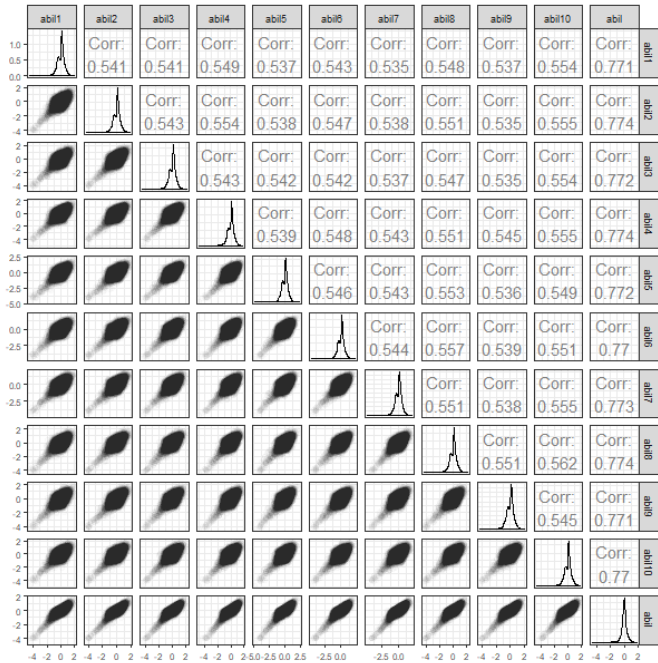 abil1 abil2 abil3 abil4 abil5 abil6 abil7 abil8 abil9 abil10 abil
1.0 0.5 0.0 Corr: 0.541 Corr: 0.541 Corr: 0.549 Corr: 0.537 Corr: 0.543 Corr: 0.535 Corr: 0.548 Corr: 0.537 Corr: 0.554 Corr: 0.771 abil1
2 0 -2 -4 Corr: 0.543 Corr: 0.554 Corr: 0.538 Corr: 0.547 Corr: 0.538 Corr: 0.551 Corr: 0.535 Corr: 0.555 Corr: 0.774 abil2
2 0 -2 -4 Corr: 0.543 Corr: 0.542 Corr: 0.542 Corr: 0.537 Corr: 0.547 Corr: 0.535 Corr: 0.554 Corr: 0.772 abil3
2 0 -2 -4 Corr: 0.539 Corr: 0.548 Corr: 0.543 Corr: 0.551 Corr: 0.545 Corr: 0.555 Corr: 0.774 abil4
2.5 0.0 -2.5 -5.0 Corr: 0.546 Corr: 0.543 Corr: 0.553 Corr: 0.536 Corr: 0.549 Corr: 0.772 abil5
0.0 -2.5 Corr: 0.544 Corr: 0.557 Corr: 0.539 Corr: 0.551 Corr: 0.77 abil6
0.0 -2.5 Corr: 0.551 Corr: 0.538 Corr: 0.555 Corr: 0.773 abil7
2 0 -2 -4 Corr: 0.551 Corr: 0.562 Corr: 0.774 abil8
2 0 -2 -4 Corr: 0.545 Corr: 0.771 abil9
2 0 -2 -4 Corr: 0.77 abil10
2 0 -2 -4 abil
-4 -2 0 2 -4 -2 0 2 -4 -2 0 2 -4 -2 0 2 -5.0 -2.5 0.0 2.5 -2.5 0.0 -2.5 0.0 -4 -2 0 2 -4 -2 0 2 -4 -2 0 2 -4 -2 0 2